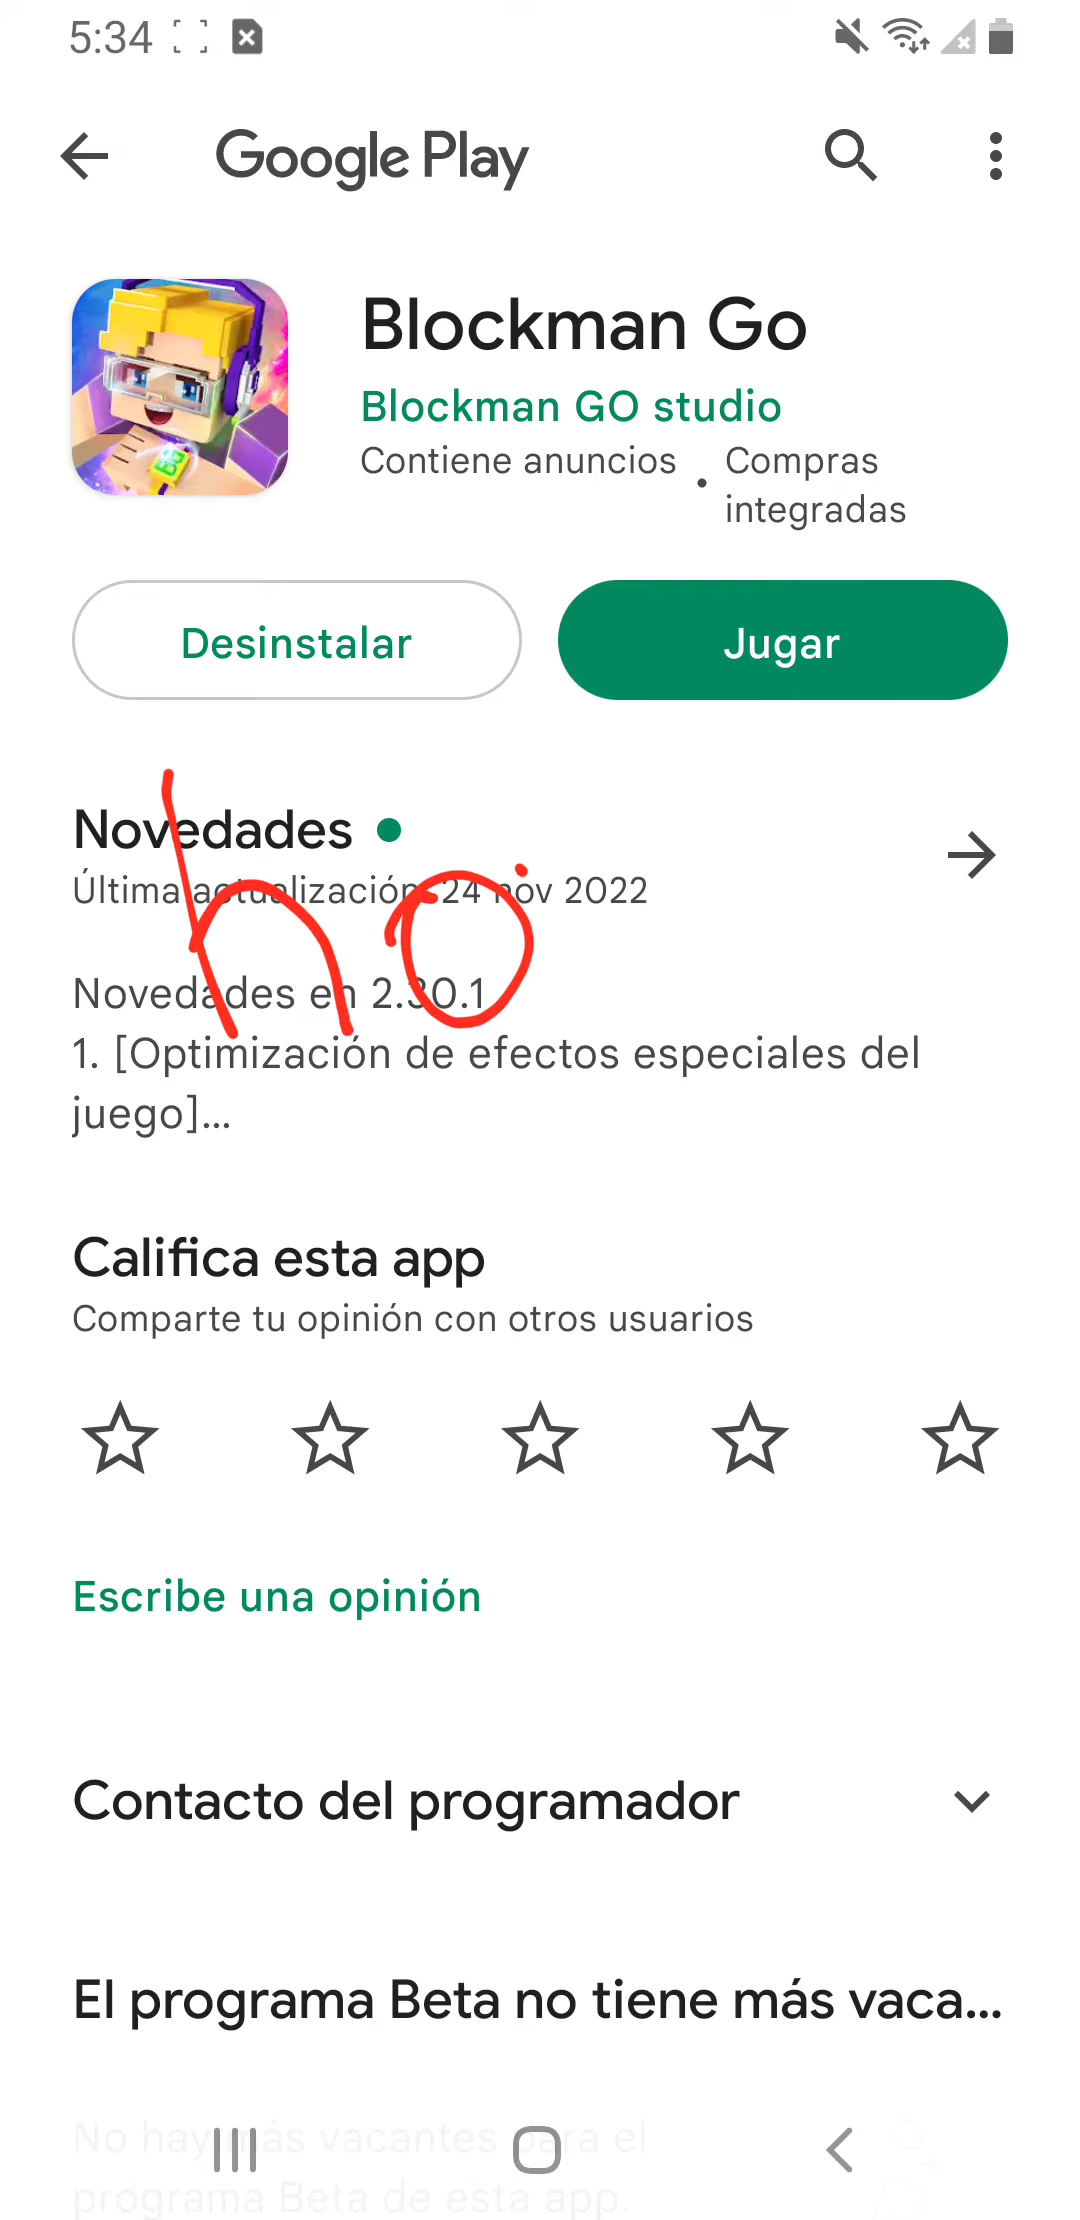 5:34
Google Play
Blockman Go
Blockman GO studio
Contiene anuncios · Compras integradas
Desinstalar
Jugar
Novedades
Última actualización 24 nov 2022
ho
Novedades en 2.30.1
1. [Optimización de efectos especiales del
juego]...
Califica esta app
Comparte tu opinión con otros usuarios
Escribe una opinión
Contacto del programador
El programa Beta no tiene más vaca...
No hay más vacantes para el
programa Beta de esta app.